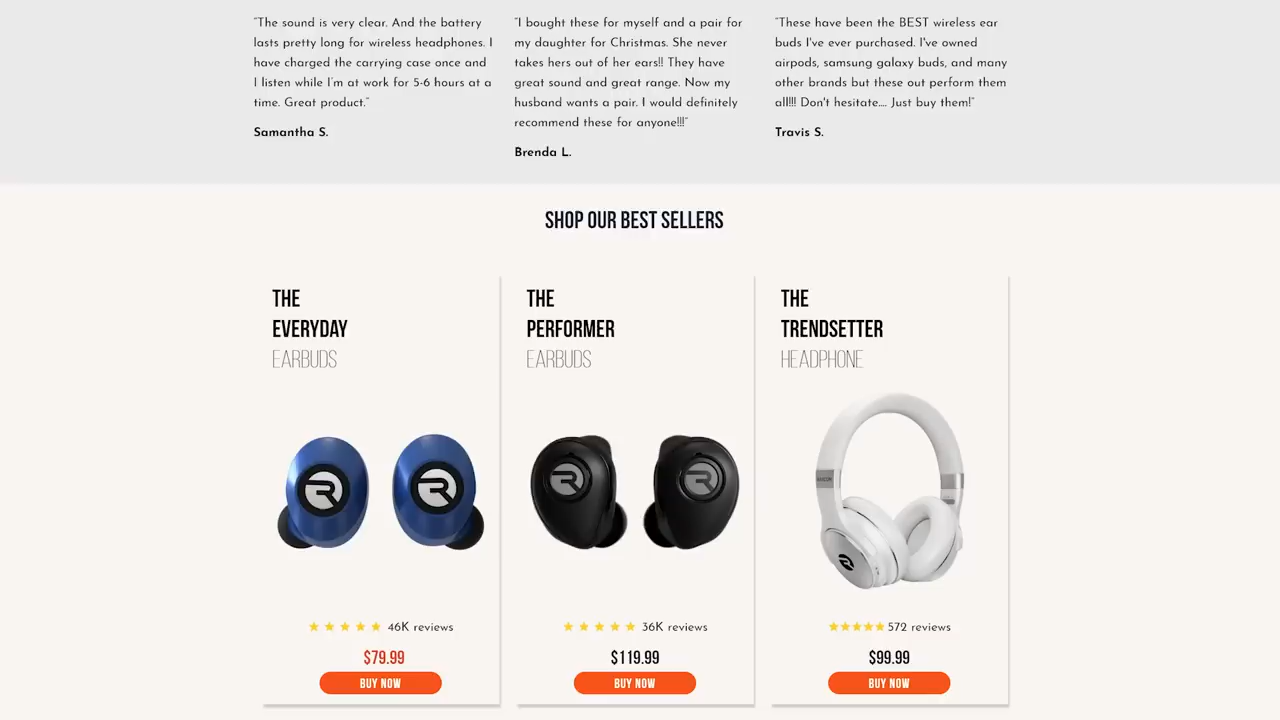 "The sound is very clear. And the battery
lasts pretty long for wireless headphones. I
have charged the carrying case once and
I listen while I'm at work for 5-6 hours at a
time. Great product."
Samantha S.
"I bought these for myself and a pair for
my daughter for Christmas. She never
takes hers out of her ears!! They have
great sound and great range. Now my
husband wants a pair. I would definitely
recommend these for anyone!!!"
Brenda L.
"These have been the BEST wireless ear
buds I've ever purchased. I've owned
airpods, samsung galaxy buds, and many
other brands but these out perform them
all!!! Don't hesitate.... Just buy them!"
Travis S.
SHOP OUR BEST SELLERS
THE
EVERYDAY
EARBUDS
46K reviews
$79.99
BUY NOW
THE
PERFORMER
EARBUDS
36K reviews
$119.99
BUY NOW
THE
TRENDSETTER
HEADPHONE
572 reviews
$99.99
BUY NOW